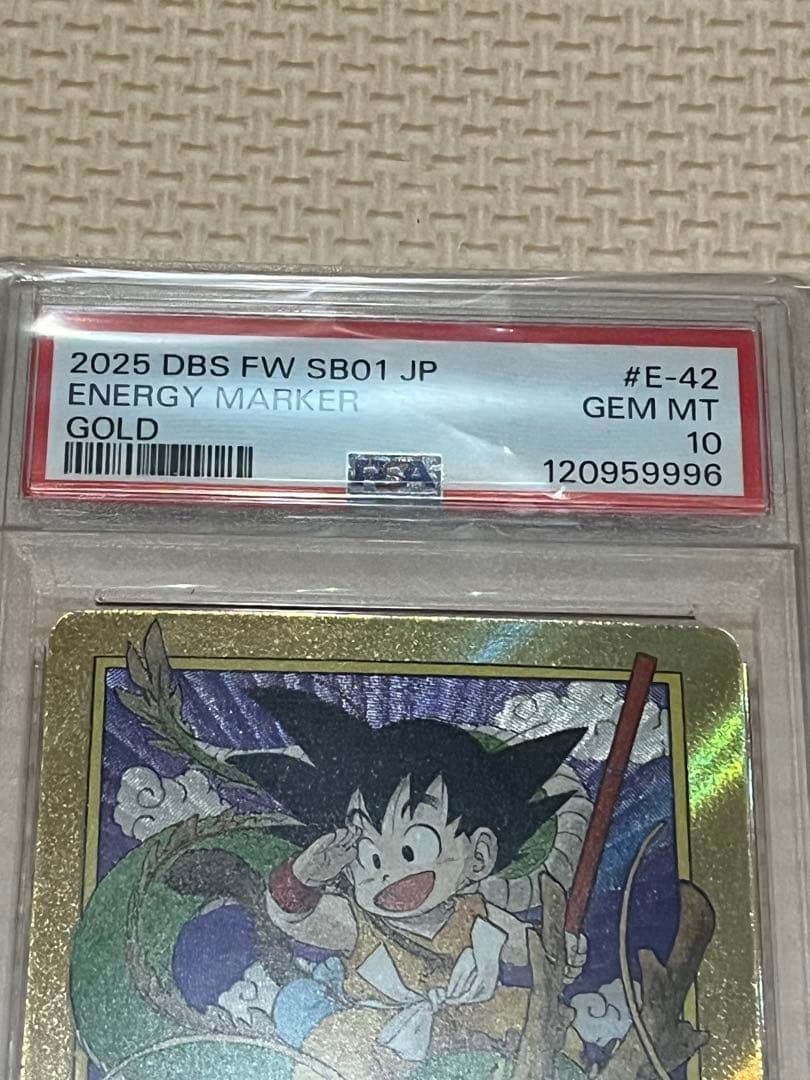 2025 DBS FW SB01 JP
ENERGY MARKER
GOLD
#E-42
GEM MT
10
120959996
PSA